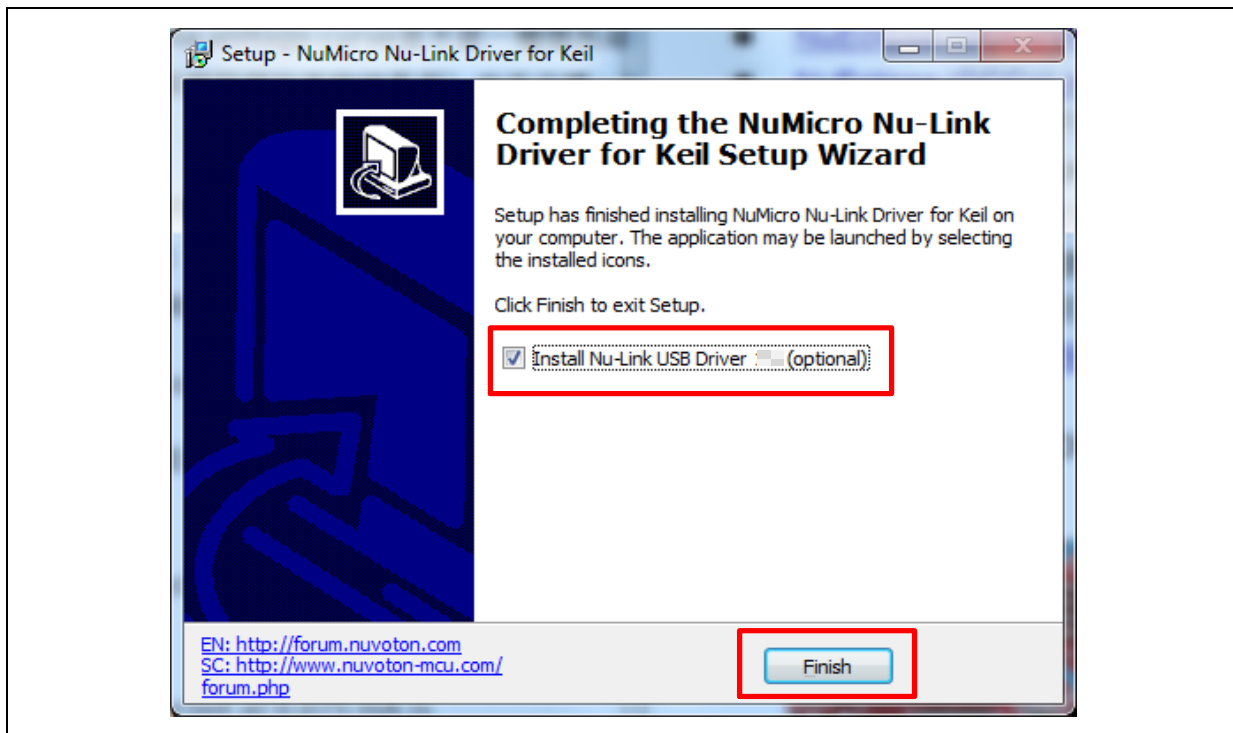 Setup - NuMicro Nu-Link Driver for Keil
Completing the NuMicro Nu-Link
Driver for Keil Setup Wizard
Setup has finished installing NuMicro Nu-Link Driver for Keil on
your computer. The application may be launched by selecting
the installed icons.
Click Finish to exit Setup.
Install Nu-Link USB Driver (optional)
EN: http://forum.nuvoton.com
SC: http://www.nuvoton-mcu.com/
forum.php
Finish